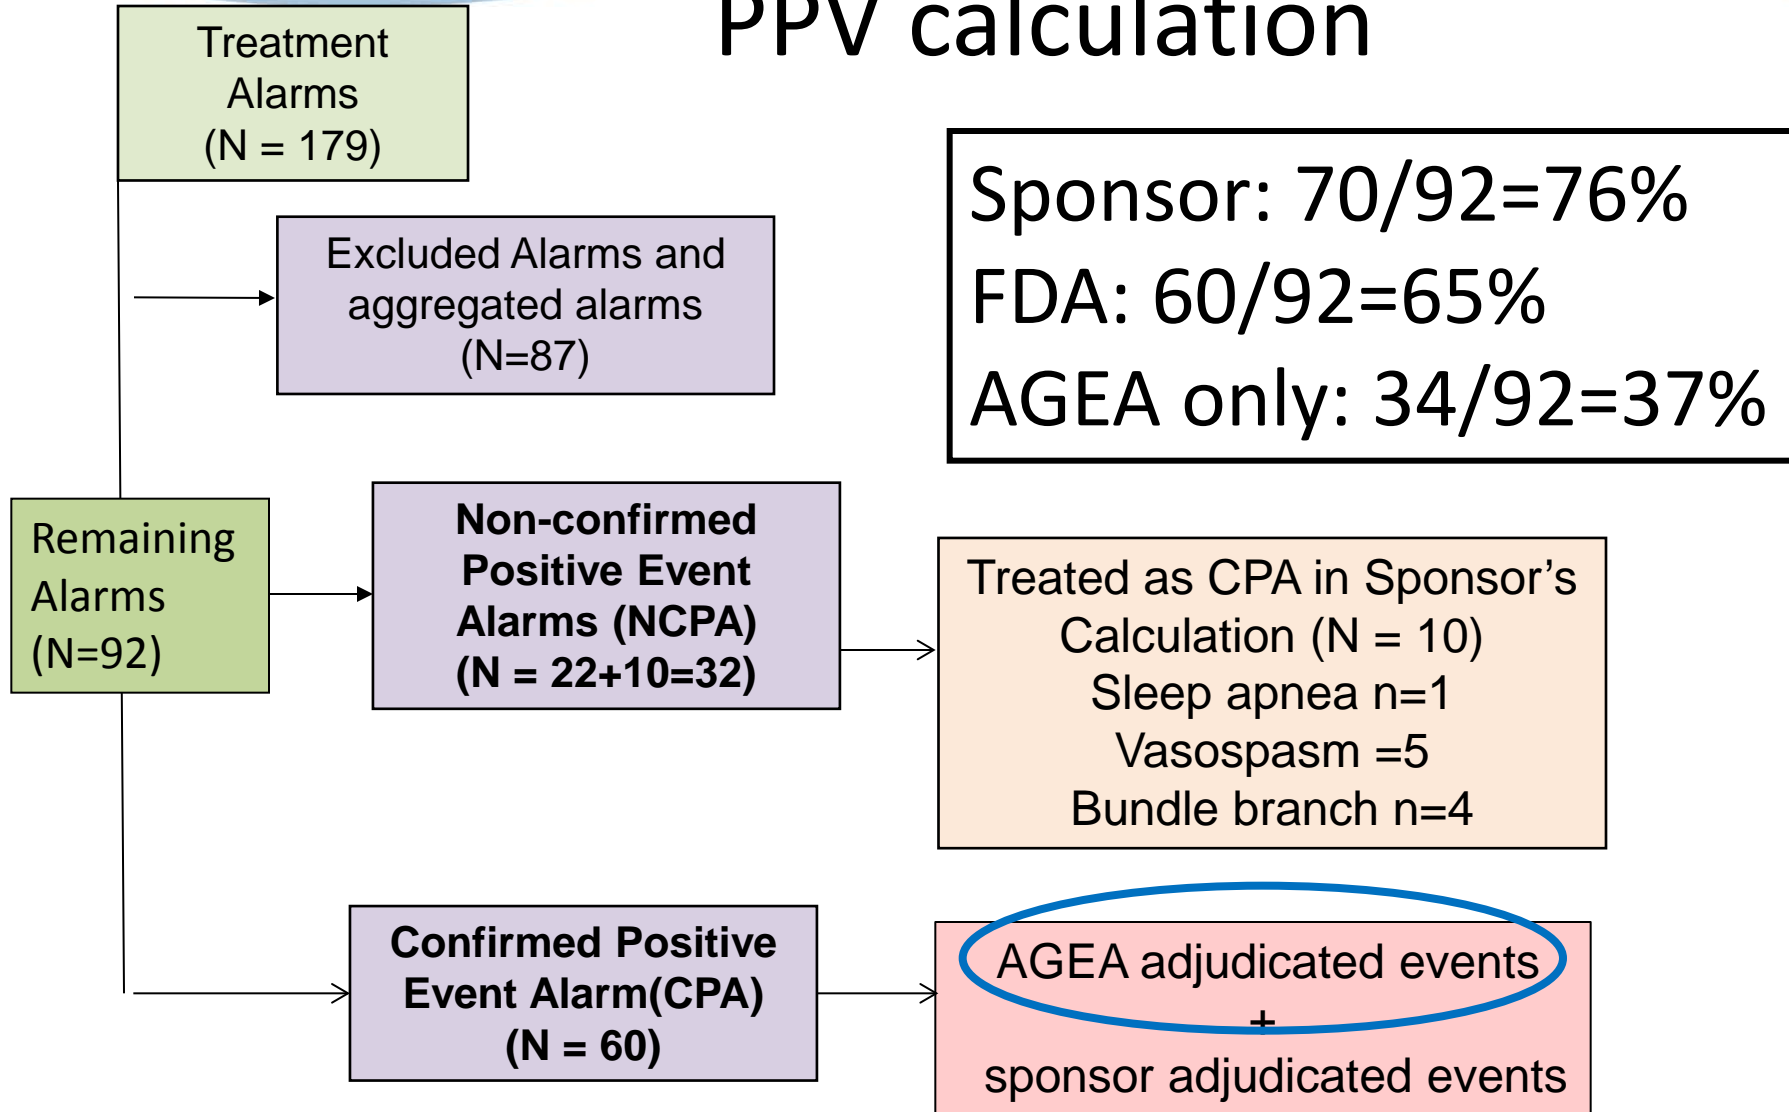 PPV calculation
Treatment
Alarms
(N = 179)
Sponsor: 70/92=76%
FDA: 60/92=65%
AGEA only: 34/92=37%
Excluded Alarms and
aggregated alarms
(N=87)
Remaining
Alarms
(N=92)
Non-confirmed
Positive Event
Alarms (NCPA)
(N = 22+10=32)
Treated as CPA in Sponsor’s
Calculation (N = 10)
Sleep apnea n=1
Vasospasm =5
Bundle branch n=4
Confirmed Positive
Event Alarm(CPA)
(N = 60)
AGEA adjudicated events
+
sponsor adjudicated events